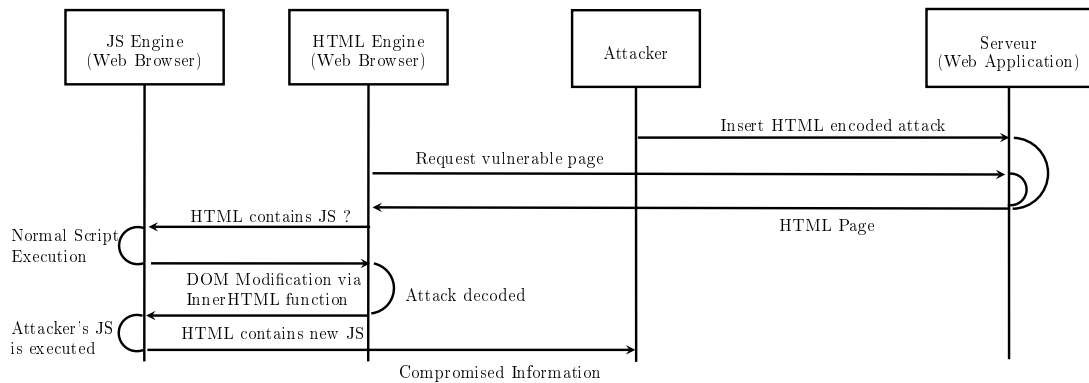 JS Engine
(Web Browser)
HTML Engine
(Web Browser)
Attacker
Serveur
(Web Application)
Insert HTML encoded attack
Request vulnerable page
HTML contains JS ?
HTML Page
Normal Script
Execution
DOM Modification via
InnerHTML function
Attack decoded
Attacker's JS
is executed
HTML contains new JS
Compromised Information